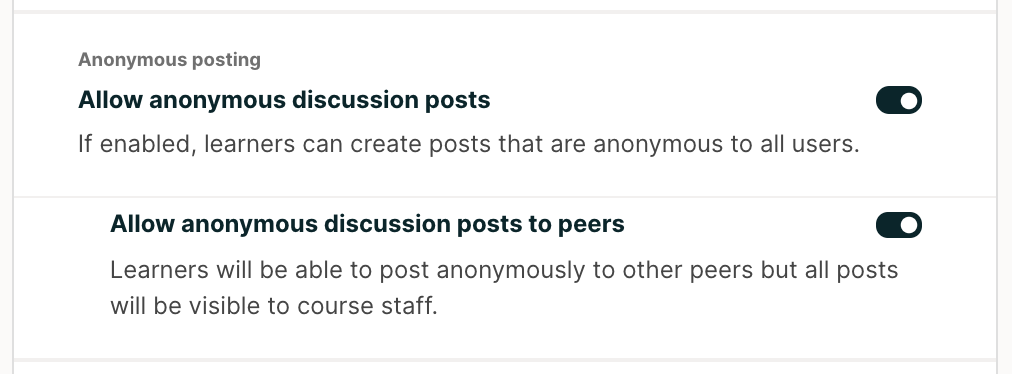 Anonymous posting
Allow anonymous discussion posts
If enabled, learners can create posts that are anonymous to all users.
Allow anonymous discussion posts to peers
Learners will be able to post anonymously to other peers but all posts
will be visible to course staff.